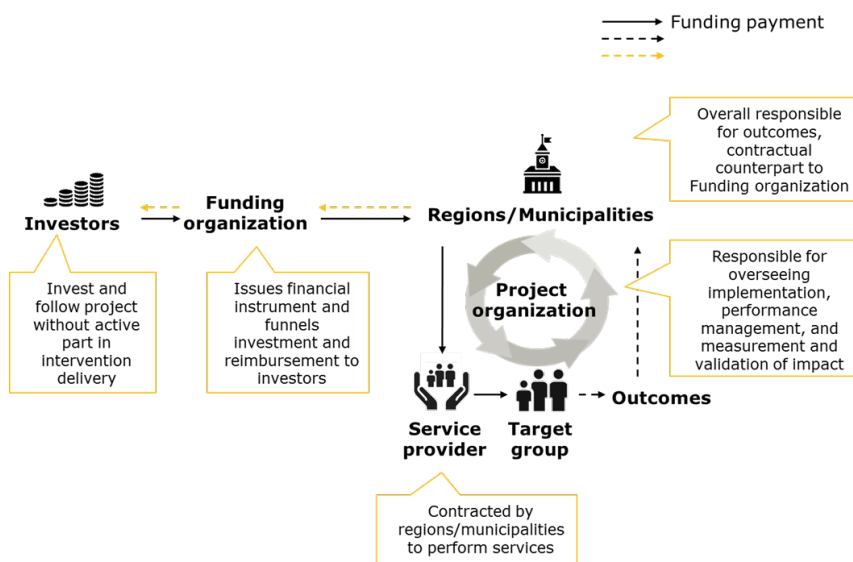 Funding payment
Overall responsible
for outcomes,
contractual
counterpart to
Funding organization
Investors
Funding
organization
Regions/Municipalities
Invest and
follow project
without active
part in
intervention
delivery
Issues financial
instrument and
funnels
investment and
reimbursement to
investors
Project
organization
Responsible for
overseeing
implementation,
performance
management, and
measurement and
validation of impact
Service
provider
Target
group
Outcomes
Contracted by
regions/municipalities
to perform services